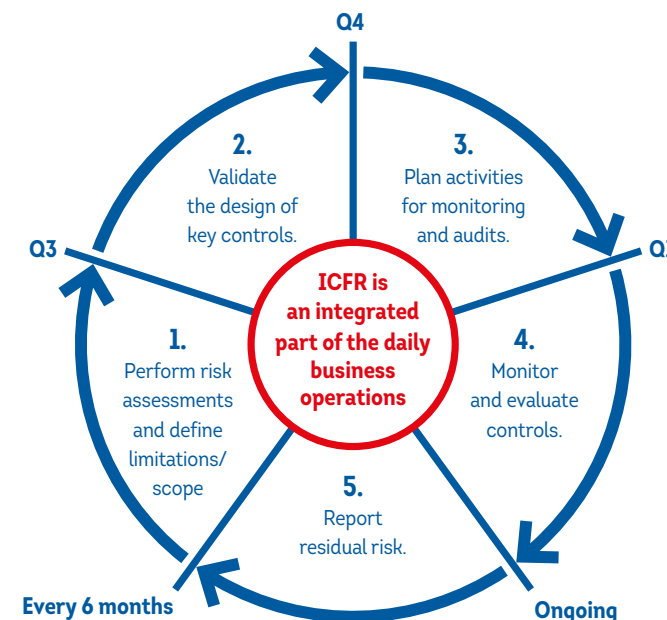 Q4
2.
Validate
the design of
key controls.
3.
Plan activities
for monitoring
and audits.
Q3
ICFR is
an integrated
part of the daily
business
operations
1.
Perform risk
assessments
and define
limitations/
scope
4.
Monitor
and evaluate
controls.
5.
Report
residual risk.
Every 6 months
Ongoing